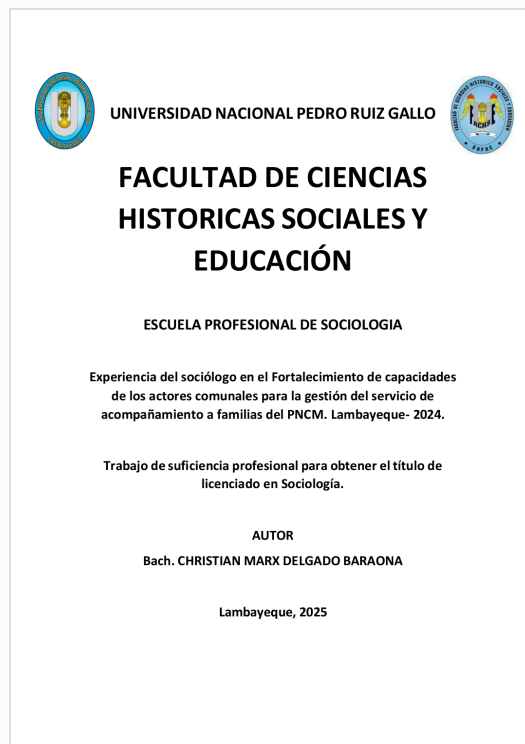 UNIVERSIDAD NACIONAL PEDRO RUIZ GALLO
FACULTAD DE CIENCIAS
HISTORICAS SOCIALES Y
EDUCACIÓN
ESCUELA PROFESIONAL DE SOCIOLOGIA
Experiencia del sociólogo en el Fortalecimiento de capacidades
de los actores comunales para la gestión del servicio de
acompañamiento a familias del PNCM. Lambayeque- 2024.
Trabajo de suficiencia profesional para obtener el título de
licenciado en Sociología.
AUTOR
Bach. CHRISTIAN MARX DELGADO BARAONA
Lambayeque, 2025